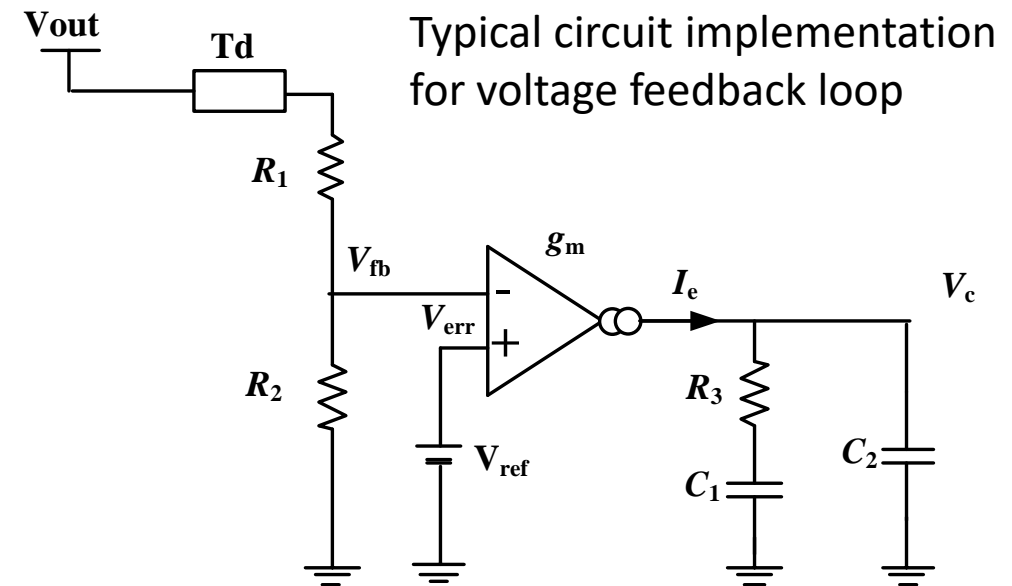 Vout
Td
Typical circuit implementation
for voltage feedback loop
R1
Vfb
gm
Ie
Vc
Verr
-
+
R2
R3
Vref
C1
C2